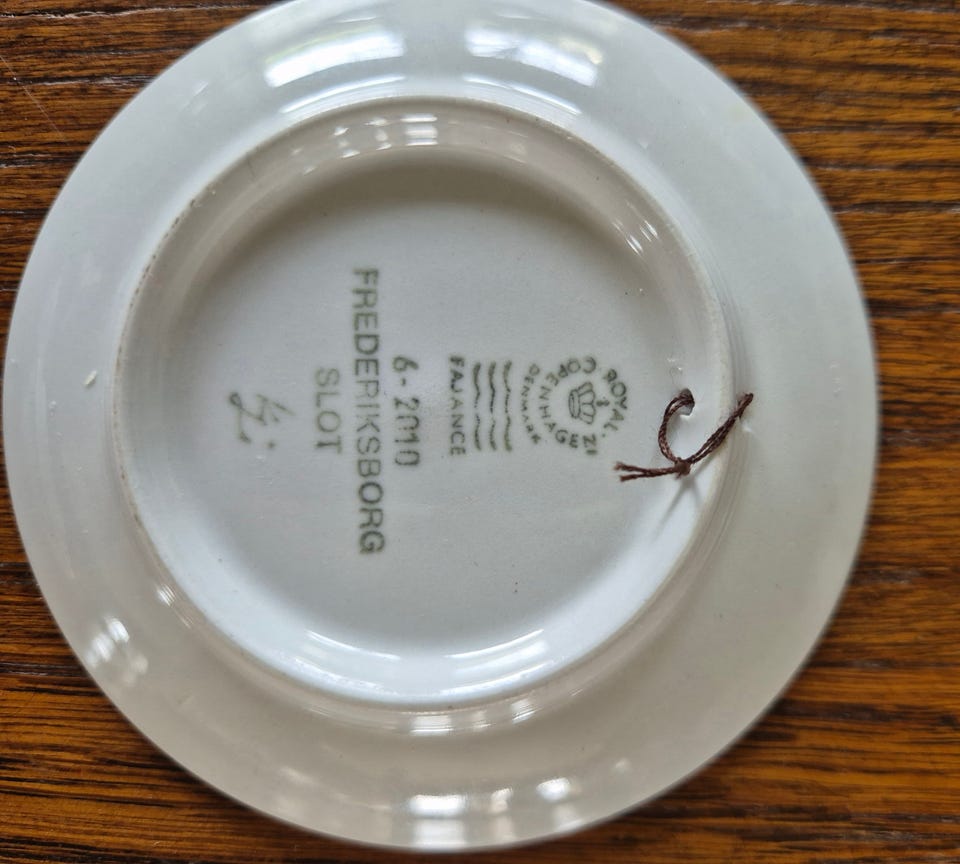 ROYAL
COPENHAGEN
DENMARK
FAJANCE
6-2010
FREDERIKSBORG
SLOT